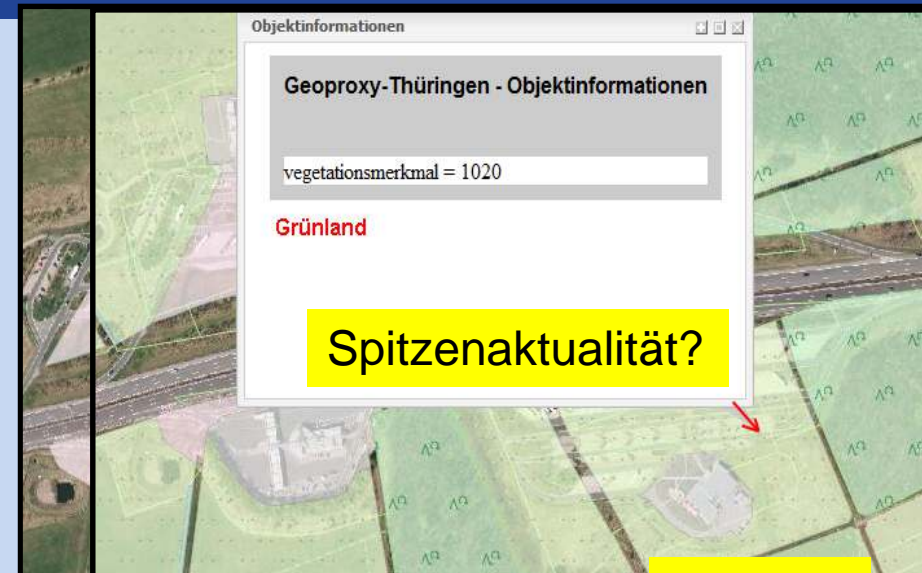 Objektinformationen
Geoproxy-Thüringen - Objektinformationen
vegetationsmerkmal = 1020
Grünland
Spitzenaktualität?